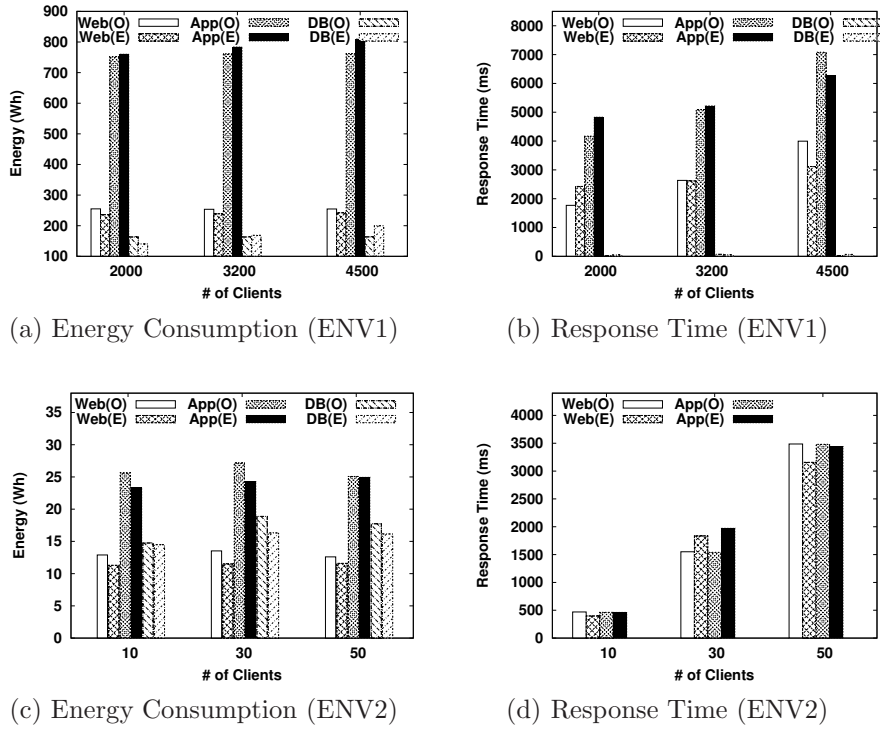 900
800
700
600
500
400
300
200
100
Energy (Wh)
Web(O) App(O) DB(O)
Web(E) App(E) DB(E)
2000 3200 4500
# of Clients
(a) Energy Consumption (ENV1)
8000
7000
6000
5000
4000
3000
2000
1000
0
Response Time (ms)
Web(O) App(O) DB(O)
Web(E) App(E) DB(E)
2000 3200 4500
# of Clients
(b) Response Time (ENV1)
35
30
25
20
15
10
5
0
Energy (Wh)
Web(O) App(O) DB(O)
Web(E) App(E) DB(E)
10 30 50
# of Clients
(c) Energy Consumption (ENV2)
4000
3500
3000
2500
2000
1500
1000
500
0
Response Time (ms)
Web(O) App(O)
Web(E) App(E)
10 30 50
# of Clients
(d) Response Time (ENV2)